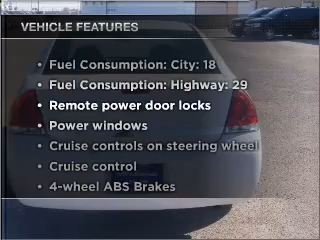 VEHICLE FEATURES
• Fuel Consumption: City: 18
• Fuel Consumption: Highway: 29
• Remote power door locks
• Power windows
• Cruise controls on steering wheel
• Cruise control
• 4-wheel ABS Brakes